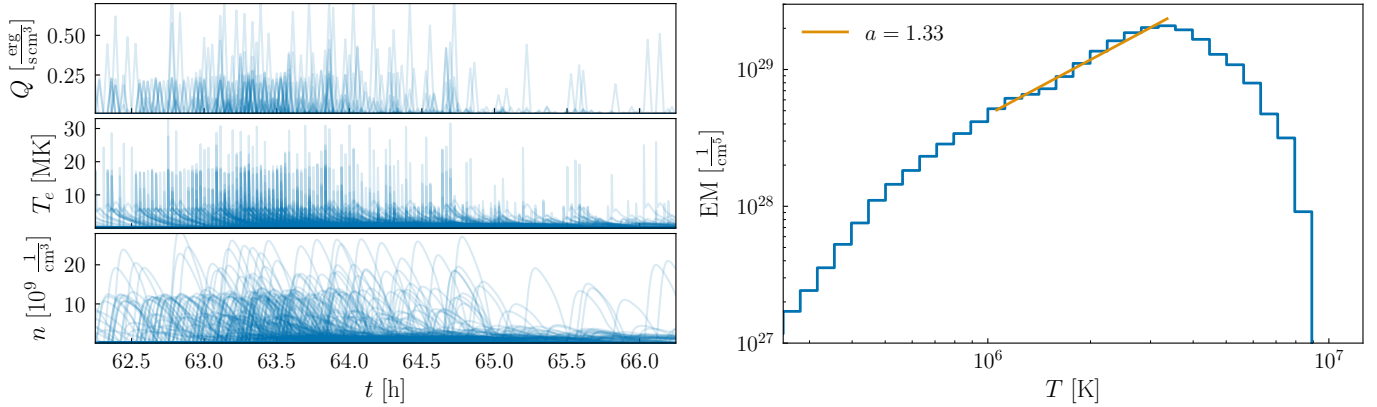 Q [erg / s cm³]
0.50
0.25
T_e [MK]
30
20
10
n [10⁹ 1/cm³]
20
10
62.5 63.0 63.5 64.0 64.5 65.0 65.5 66.0
t [h]
a = 1.33
EM [1/cm⁵]
10²⁹
10²⁸
10²⁷
10⁶ 10⁷
T [K]